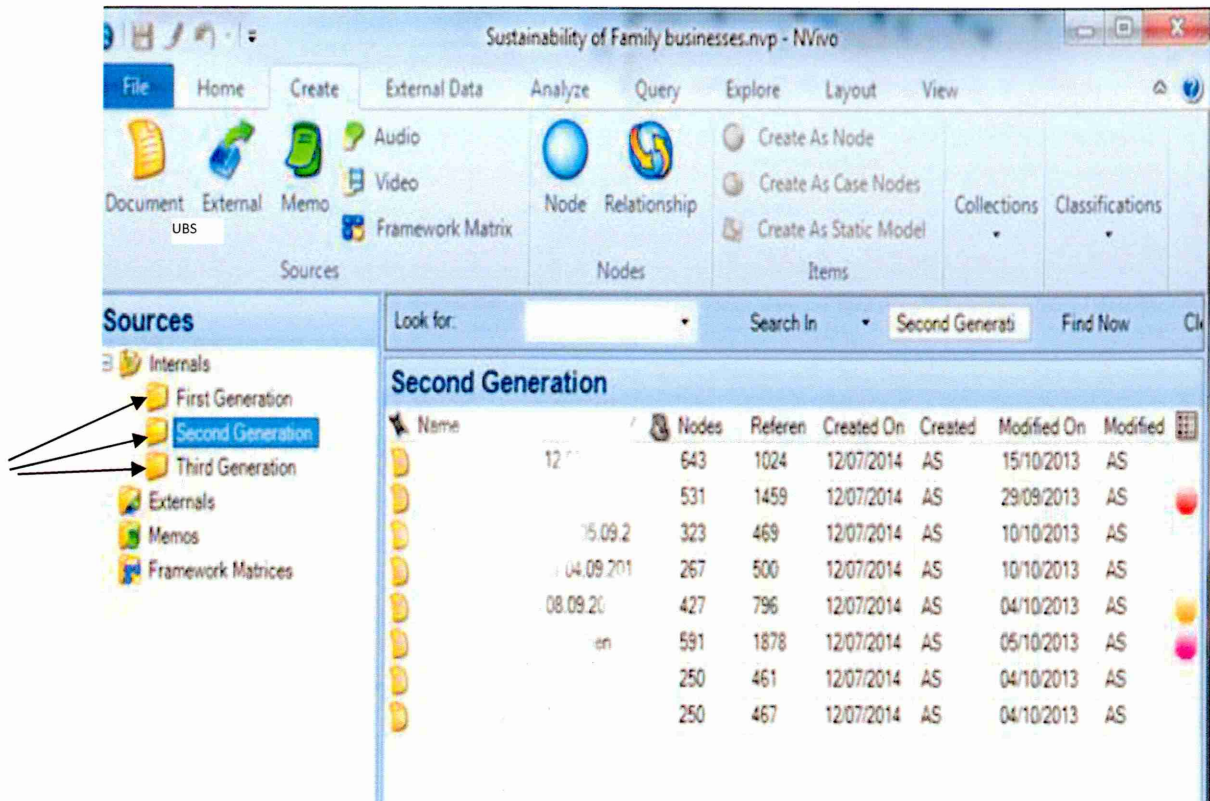 Sustainability of Family businesses.nvp - NVivo
File Home Create External Data Analyze Query Explore Layout View
Document External Memo Audio Video Framework Matrix Node Relationship Create As Node Create As Case Nodes Create As Static Model Collections Classifications
UBS
Sources Nodes Items
Sources
Internals
First Generation
Second Generation
Third Generation
Externals
Memos
Framework Matrices
Look for: Search In Second Generati Find Now
Second Generation
Name Nodes Referen Created On Created Modified On Modified
12 643 1024 12/07/2014 AS 15/10/2013 AS
531 1459 12/07/2014 AS 29/09/2013 AS
323 469 12/07/2014 AS 10/10/2013 AS
04.09.201 267 500 12/07/2014 AS 10/10/2013 AS
08.09.20 427 796 12/07/2014 AS 04/10/2013 AS
en 591 1878 12/07/2014 AS 05/10/2013 AS
250 461 12/07/2014 AS 04/10/2013 AS
250 467 12/07/2014 AS 04/10/2013 AS